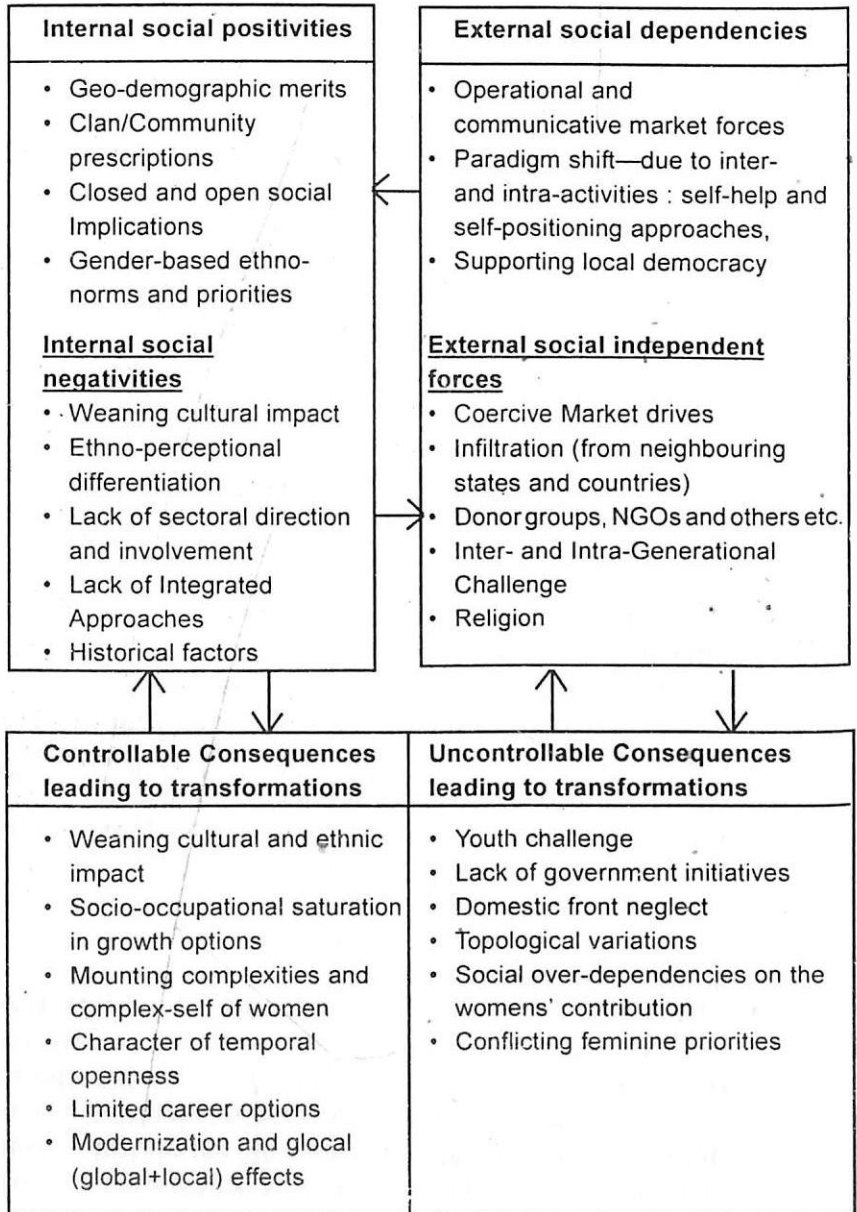 Internal social positivities
• Geo-demographic merits
• Clan/Community
prescriptions
• Closed and open social
Implications
• Gender-based ethno-
norms and priorities
Internal social
negativities
• Weaning cultural impact
• Ethno-perceptional
differentiation
• Lack of sectoral direction
and involvement
• Lack of Integrated
Approaches
• Historical factors
External social dependencies
• Operational and
communicative market forces
• Paradigm shift—due to inter-
and intra-activities : self-help and
self-positioning approaches,
• Supporting local democracy
External social independent
forces
• Coercive Market drives
• Infiltration (from neighbouring
states and countries)
• Donor groups, NGOs and others etc.
• Inter- and Intra-Generational
Challenge
• Religion
Controllable Consequences
leading to transformations
• Weaning cultural and ethnic
impact
• Socio-occupational saturation
in growth options
• Mounting complexities and
complex-self of women
• Character of temporal
openness
• Limited career options
• Modernization and glocal
(global+local) effects
Uncontrollable Consequences
leading to transformations
• Youth challenge
• Lack of government initiatives
• Domestic front neglect
• Topological variations
• Social over-dependencies on the
womens' contribution
• Conflicting feminine priorities